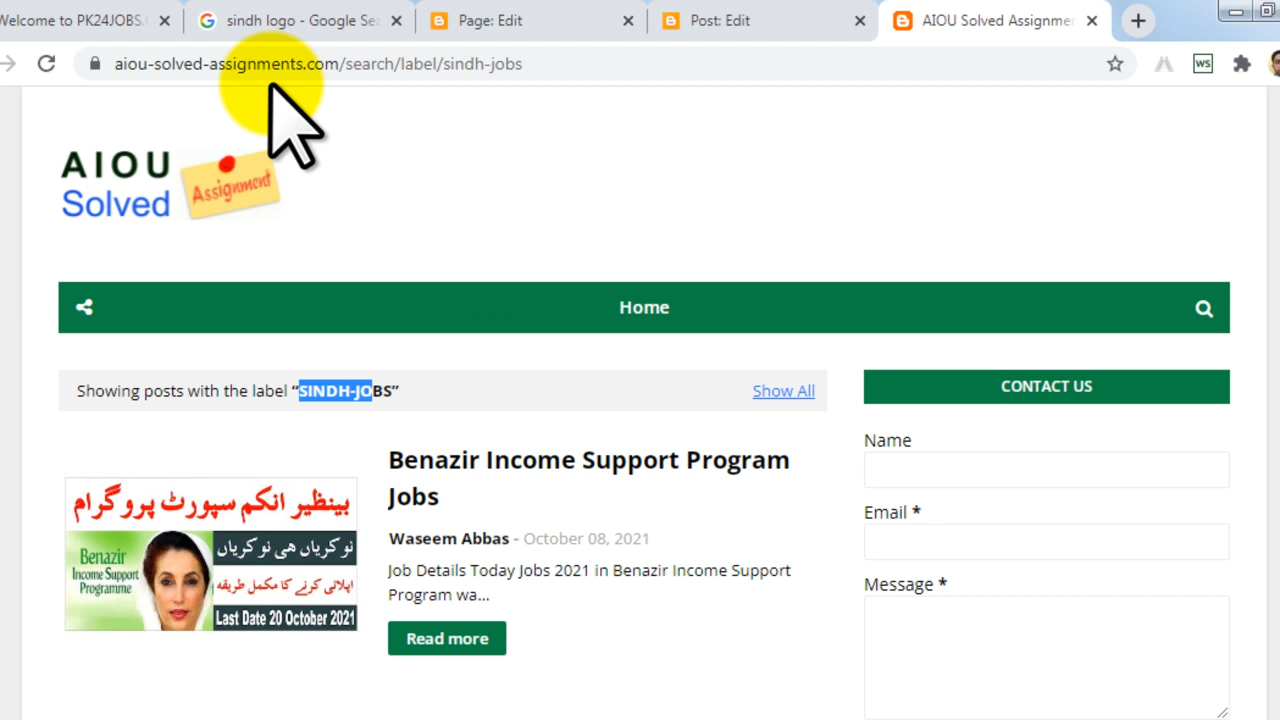 Welcome to PK24JOBS.
sindh logo - Google Sea
Page: Edit
Post: Edit
AIOU Solved Assignmen
aiou-solved-assignments.com/search/label/sindh-jobs
WS
AIOU
Solved
Assignment
Home
Showing posts with the label “SINDH-JOBS”
Show All
CONTACT US
Benazir Income Support Program
Jobs
Waseem Abbas - October 08, 2021
Job Details Today Jobs 2021 in Benazir Income Support
Program wa...
Read more
بینظیر انکم سپورٹ پروگرام
نوکریاں ھی نوکریاں
اپلائی کرنے کا مکمل طریقہ
Benazir
Income Support
Programme
Last Date 20 October 2021
Name
Email *
Message *